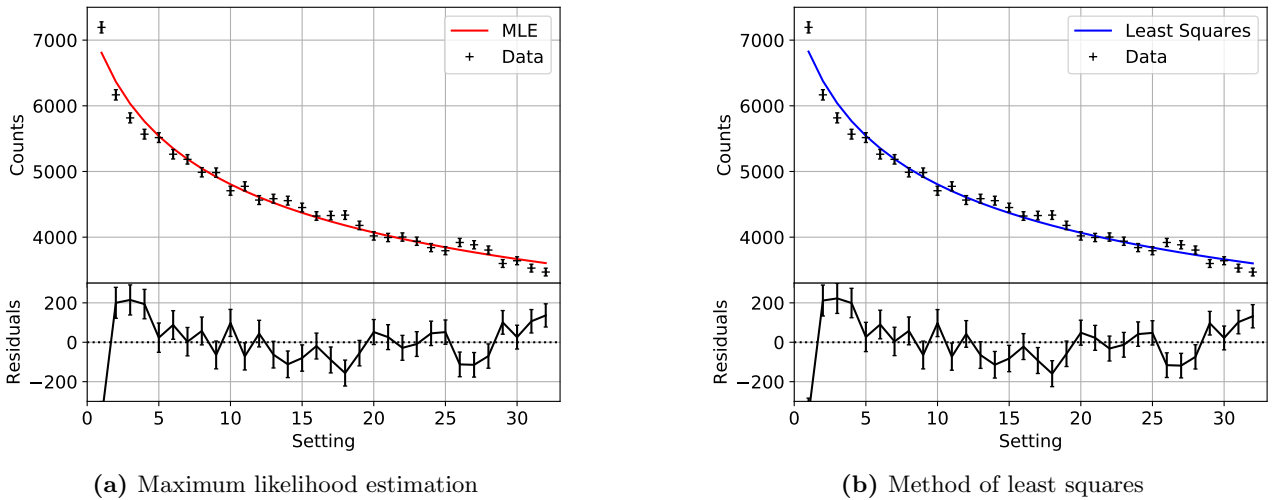 MLE
Data
7000
6000
5000
4000
Counts
200
0
−200
Residuals
0
5
10
15
20
25
30
Setting
(a) Maximum likelihood estimation
Least Squares
Data
7000
6000
5000
4000
Counts
200
0
−200
Residuals
0
5
10
15
20
25
30
Setting
(b) Method of least squares